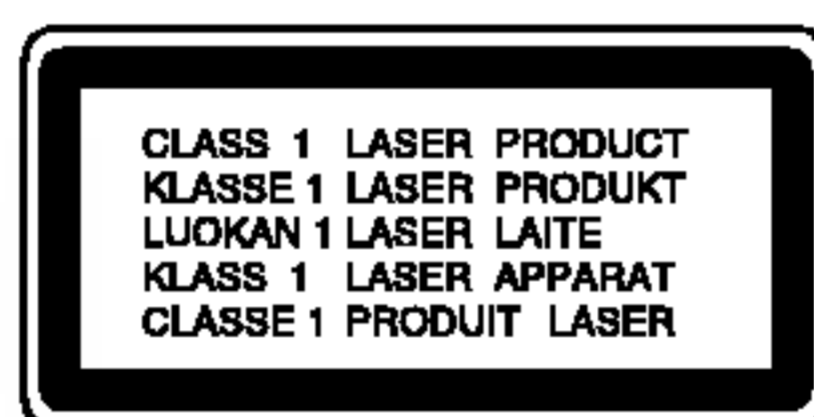 CLASS 1 LASER PRODUCT
KLASSE 1 LASER PRODUKT
LUOKAN 1 LASER LAITE
KLASS 1 LASER APPARAT
CLASSE 1 PRODUIT LASER